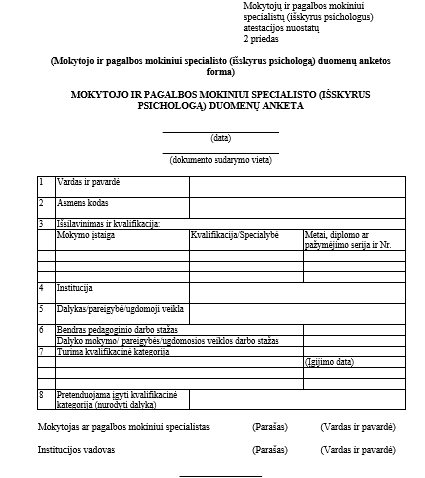 Mokytojų ir pagalbos mokiniui
specialistų (išskyrus psichologus)
atestacijos nuostatų
2 priedas
(Mokytojo ir pagalbos mokiniui specialisto (išskyrus psichologą) duomenų anketos
forma)
MOKYTOJO IR PAGALBOS MOKINIUI SPECIALISTO (IŠSKYRUS
PSICHOLOGĄ) DUOMENŲ ANKETA
(data)
(dokumento sudarymo vieta)
1 Vardas ir pavardė
2 Asmens kodas
3 Išsilavinimas ir kvalifikacija:
Mokymo įstaiga Kvalifikacija/Specialybė Metai, diplomo ar
pažymėjimo serija ir Nr.
4 Institucija
5 Dalykas/pareigybė/ugdomoji veikla
6 Bendras pedagoginio darbo stažas
Dalyko mokymo/ pareigybės/ugdomosios veiklos darbo stažas
7 Turima kvalifikacinė kategorija
(Įgijimo data)
8 Pretenduojama įgyti kvalifikacinė
kategorija (nurodyti dalyką)
Mokytojas ar pagalbos mokiniui specialistas (Parašas) (Vardas ir pavardė)
Institucijos vadovas (Parašas) (Vardas ir pavardė)